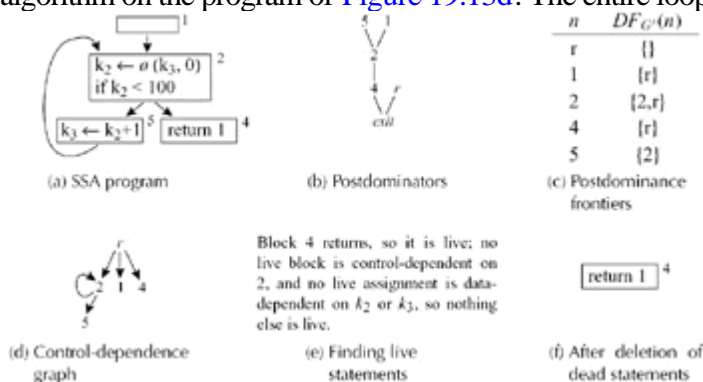 algorithm on the program of Figure 19.13d. The entire loop
1
k2 ← ø (k3, 0)
if k2 < 100
2
k3 ← k2+1
5
return 1
4
(a) SSA program
5 1
2
4 r
exit
(b) Postdominators
n DFG'(n)
r {}
1 {r}
2 {2,r}
4 {r}
5 {2}
(c) Postdominance
frontiers
r
2 1 4
5
(d) Control-dependence
graph
Block 4 returns, so it is live; no
live block is control-dependent on
2, and no live assignment is data-
dependent on k2 or k3, so nothing
else is live.
(e) Finding live
statements
return 1
4
(f) After deletion of
dead statements